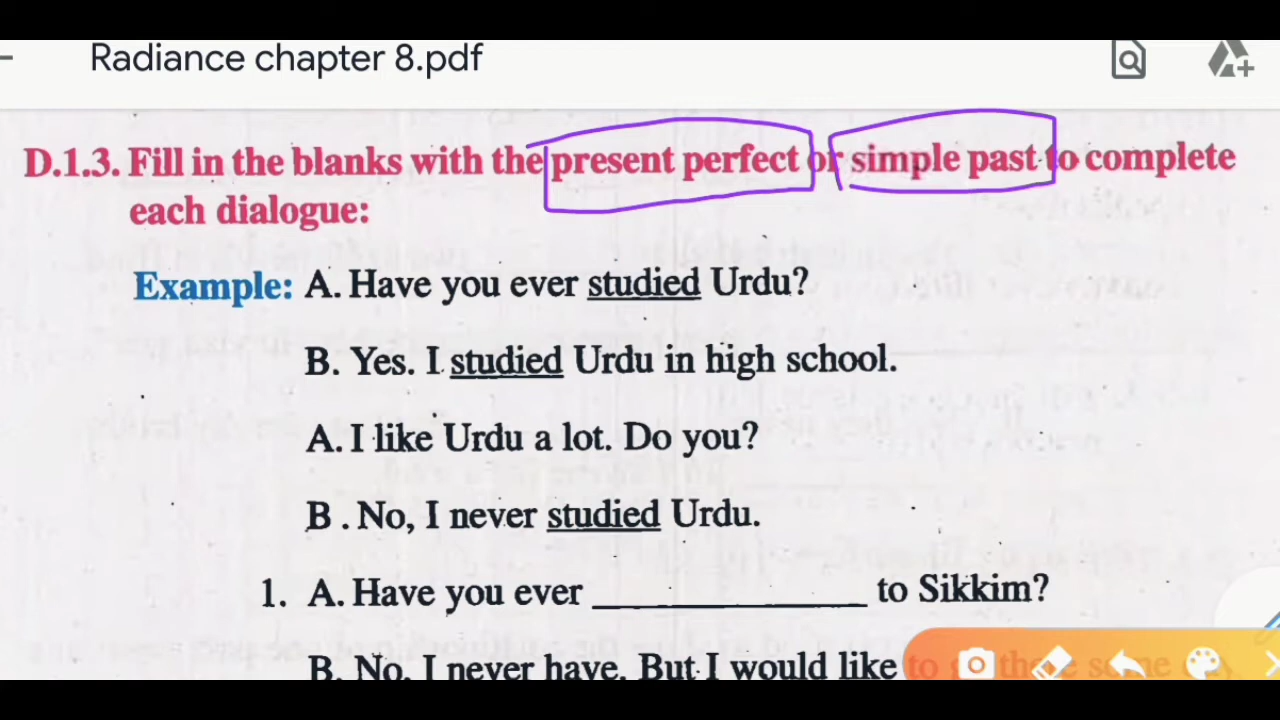 Radiance chapter 8.pdf
D.1.3. Fill in the blanks with the present perfect or simple past to complete
each dialogue:
Example: A. Have you ever studied Urdu?
B. Yes. I studied Urdu in high school.
A. I like Urdu a lot. Do you?
B. No, I never studied Urdu.
1. A. Have you ever ____________ to Sikkim?
B. No, I never have. But I would like to